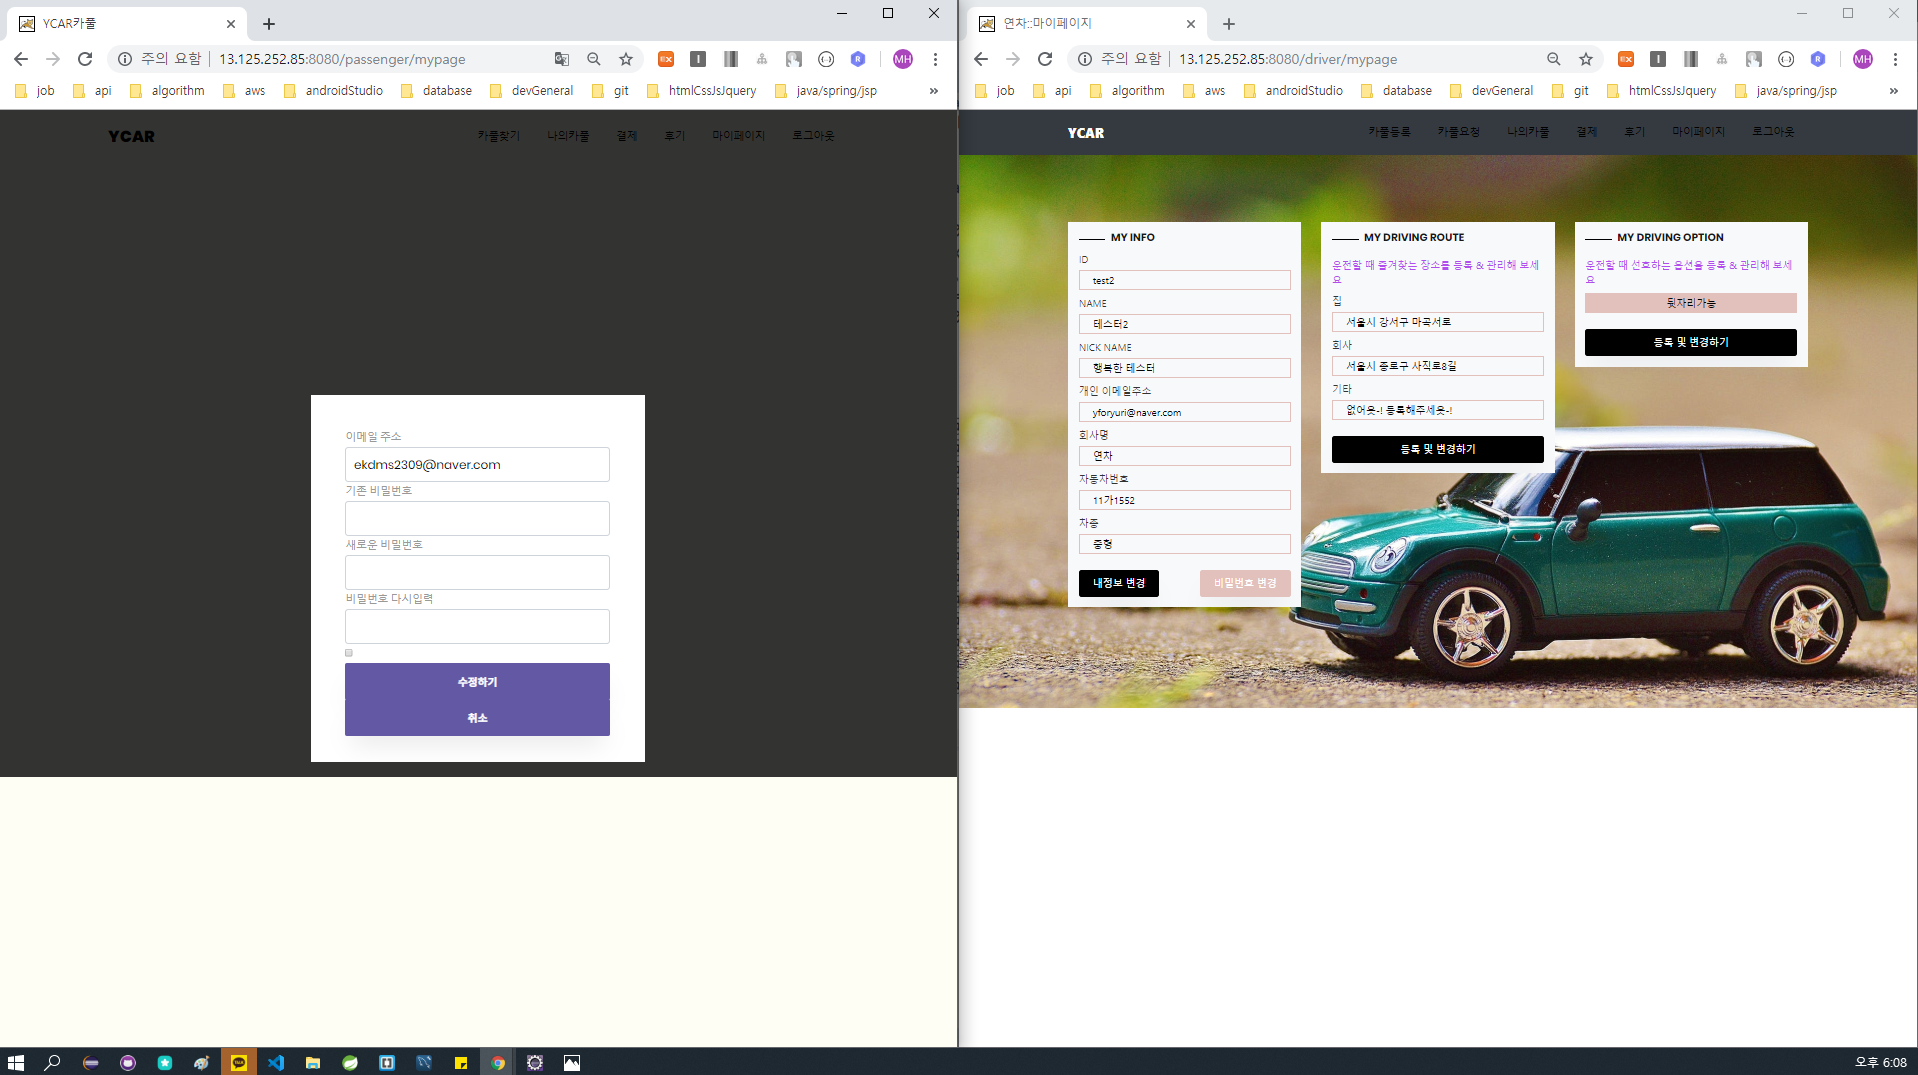 YCAR카풀
주의 요함 13.125.252.85:8080/passenger/mypage
MH
job api algorithm aws androidStudio database devGeneral git htmlCssJsJquery java/spring/jsp »
YCAR 카풀찾기 나의카풀 결제 후기 마이페이지 로그아웃
이메일 주소
ekdms2309@naver.com
기존 비밀번호
새로운 비밀번호
비밀번호 다시입력
수정하기
취소
연차::마이페이지
주의 요함 13.125.252.85:8080/driver/mypage
MH
job api algorithm aws androidStudio database devGeneral git htmlCssJsJquery java/spring/jsp »
YCAR 카풀등록 카풀요청 나의카풀 결제 후기 마이페이지 로그아웃
MY INFO
ID
test2
NAME
테스터2
NICK NAME
행복한 테스터
개인 이메일주소
yforyuri@naver.com
회사명
연차
자동차번호
11가1552
차종
중형
내정보 변경 비밀번호 변경
MY DRIVING ROUTE
운전할 때 즐겨찾는 장소를 등록 & 관리해 보세
요
집
서울시 강서구 마곡서로
회사
서울시 종로구 사직로8길
기타
없어욧-! 등록해주세욧-!
등록 및 변경하기
MY DRIVING OPTION
운전할 때 선호하는 옵션을 등록 & 관리해 보세
요
뒷자리가능
등록 및 변경하기
오후 6:08